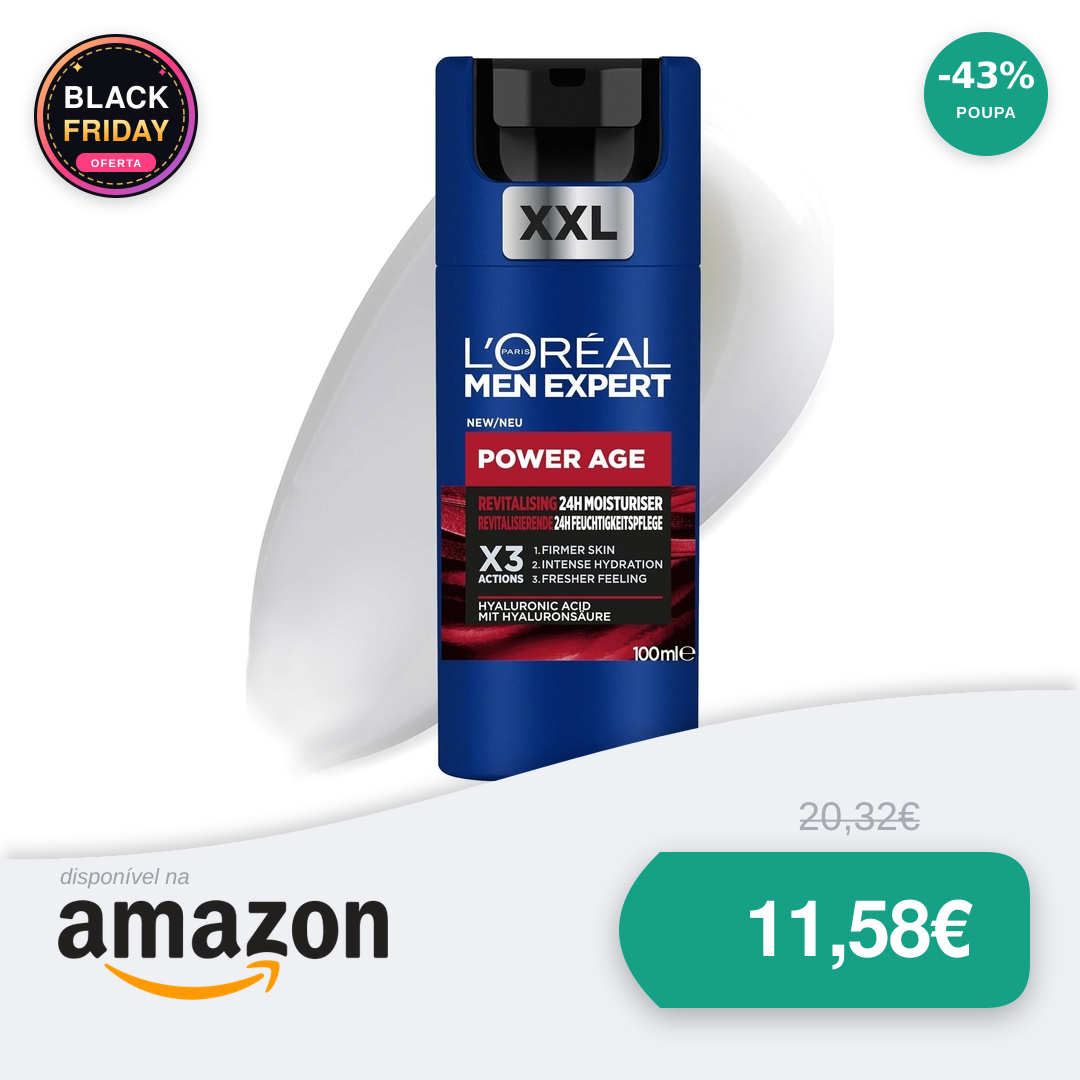 BLACK
FRIDAY
OFERTA
-43%
POUPA
XXL
L'ORÉAL
PARIS
MEN EXPERT
NEW/NEU
POWER AGE
REVITALISING 24H MOISTURISER
REVITALISIERENDE 24H FEUCHTIGKEITSPFLEGE
X3
ACTIONS
1. FIRMER SKIN
2. INTENSE HYDRATION
3. FRESHER FEELING
HYALURONIC ACID
MIT HYALURONSÄURE
100ml℮
20,32€
disponível na
amazon
11,58€